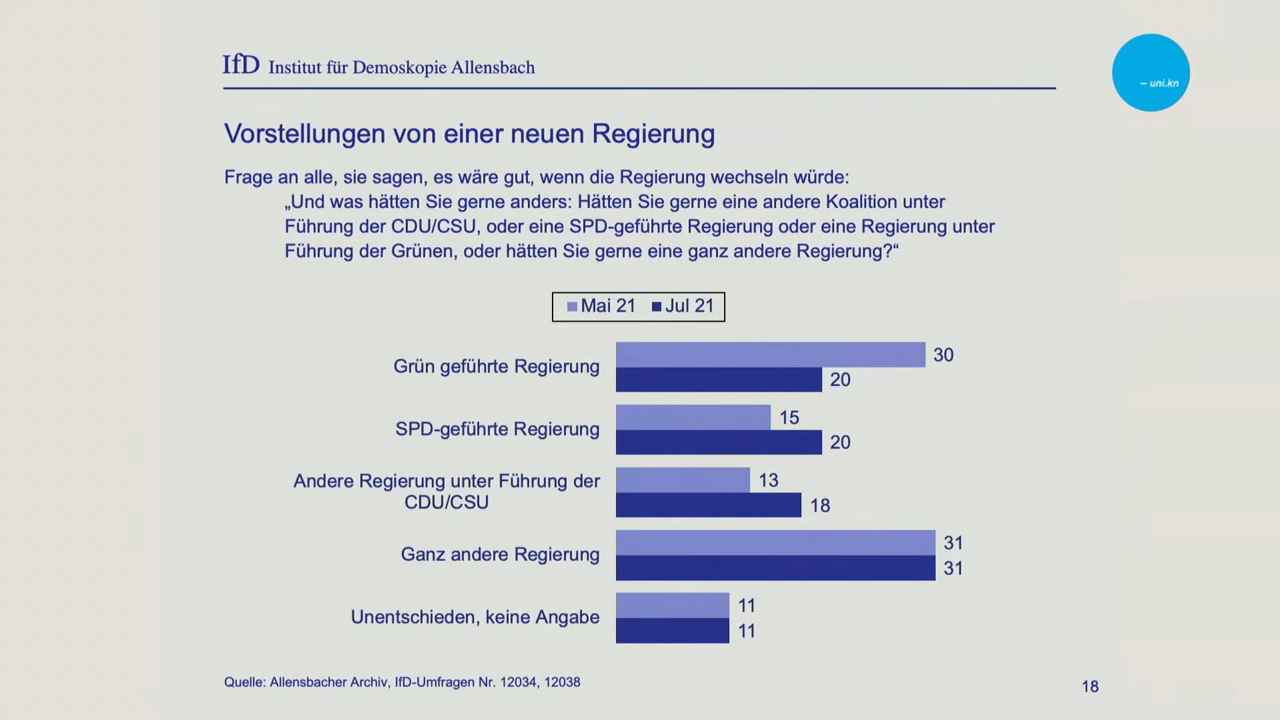 IfD Institut für Demoskopie Allensbach
– uni.kn
Vorstellungen von einer neuen Regierung
Frage an alle, sie sagen, es wäre gut, wenn die Regierung wechseln würde:
„Und was hätten Sie gerne anders: Hätten Sie gerne eine andere Koalition unter
Führung der CDU/CSU, oder eine SPD-geführte Regierung oder eine Regierung unter
Führung der Grünen, oder hätten Sie gerne eine ganz andere Regierung?“
Mai 21 Jul 21
Grün geführte Regierung
30
20
SPD-geführte Regierung
15
20
Andere Regierung unter Führung der
CDU/CSU
13
18
Ganz andere Regierung
31
31
Unentschieden, keine Angabe
11
11
Quelle: Allensbacher Archiv, IfD-Umfragen Nr. 12034, 12038
18